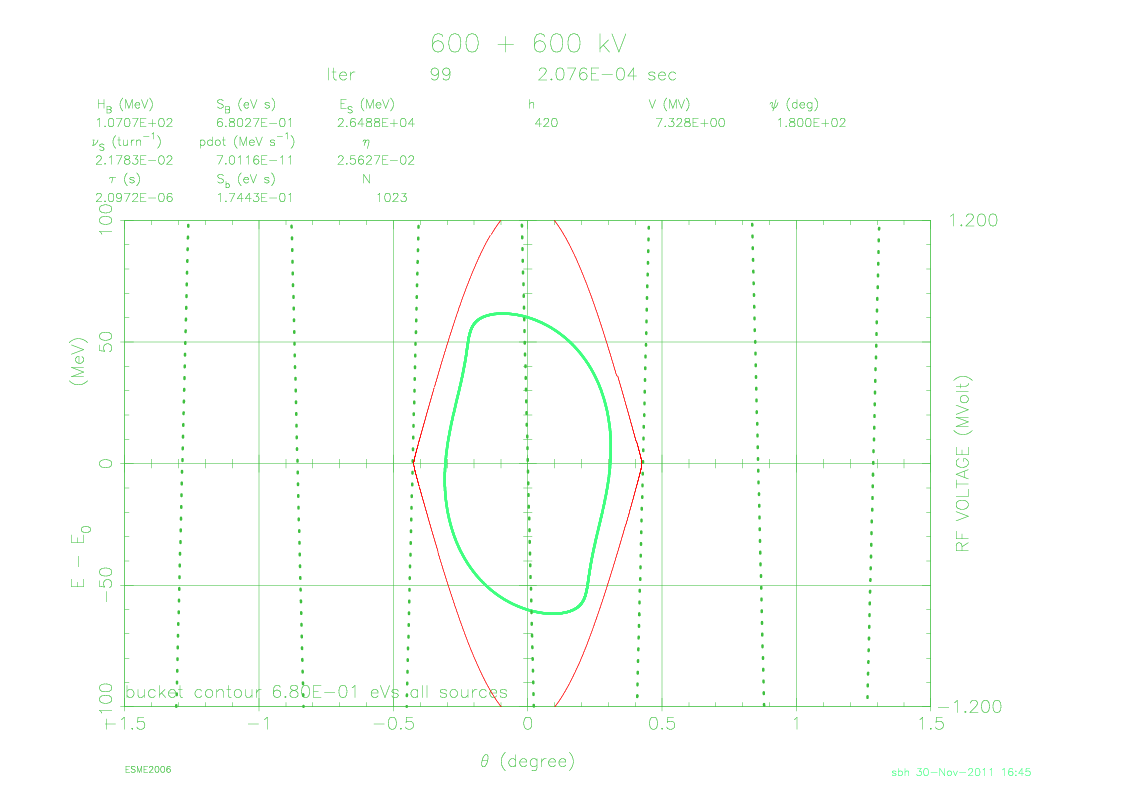 600 + 600 kV
Iter 99 2.076E-04 sec
H_B (MeV) S_B (eV s) E_S (MeV) h V (MV) ψ (deg)
1.0707E+02 6.8027E-01 2.6488E+04 420 7.328E+00 1.800E+02
ν_S (turn^-1) pdot (MeV s^-1) η
2.1783E-02 7.0116E-11 2.5627E-02
τ (s) S_b (eV s) N
2.0972E-06 1.7443E-01 1023
100 1.200
50
0
-50
-100 -1.200
E - E_0 (MeV)
RF VOLTAGE (MVolt)
bucket contour 6.80E-01 eVs all sources
-1.5 -1 -0.5 0 0.5 1 1.5
θ (degree)
ESME2006 sbh 30-Nov-2011 16:45